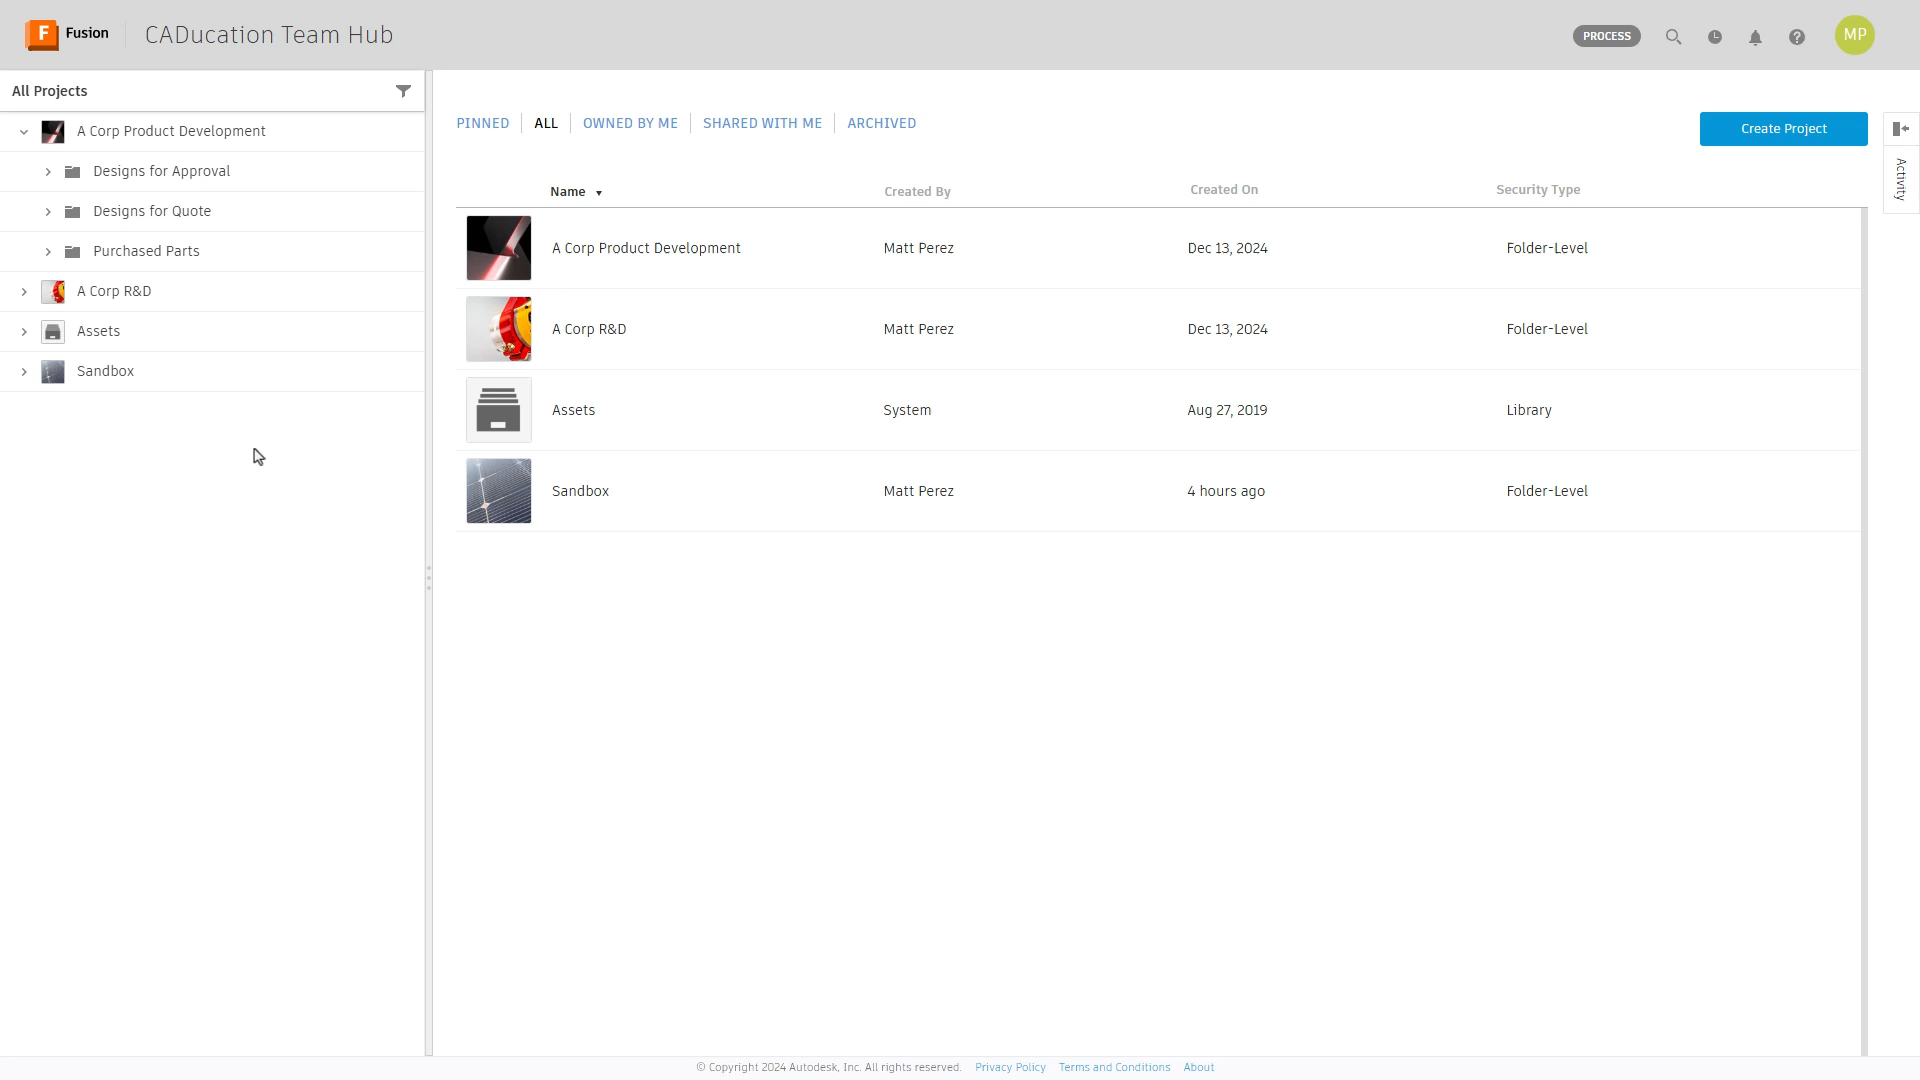 F Fusion CADucation Team Hub PROCESS MP
All Projects
A Corp Product Development
Designs for Approval
Designs for Quote
Purchased Parts
A Corp R&D
Assets
Sandbox
PINNED ALL OWNED BY ME SHARED WITH ME ARCHIVED
Create Project
Activity
Name Created By Created On Security Type
A Corp Product Development Matt Perez Dec 13, 2024 Folder-Level
A Corp R&D Matt Perez Dec 13, 2024 Folder-Level
Assets System Aug 27, 2019 Library
Sandbox Matt Perez 4 hours ago Folder-Level
© Copyright 2024 Autodesk, Inc. All rights reserved. Privacy Policy Terms and Conditions About